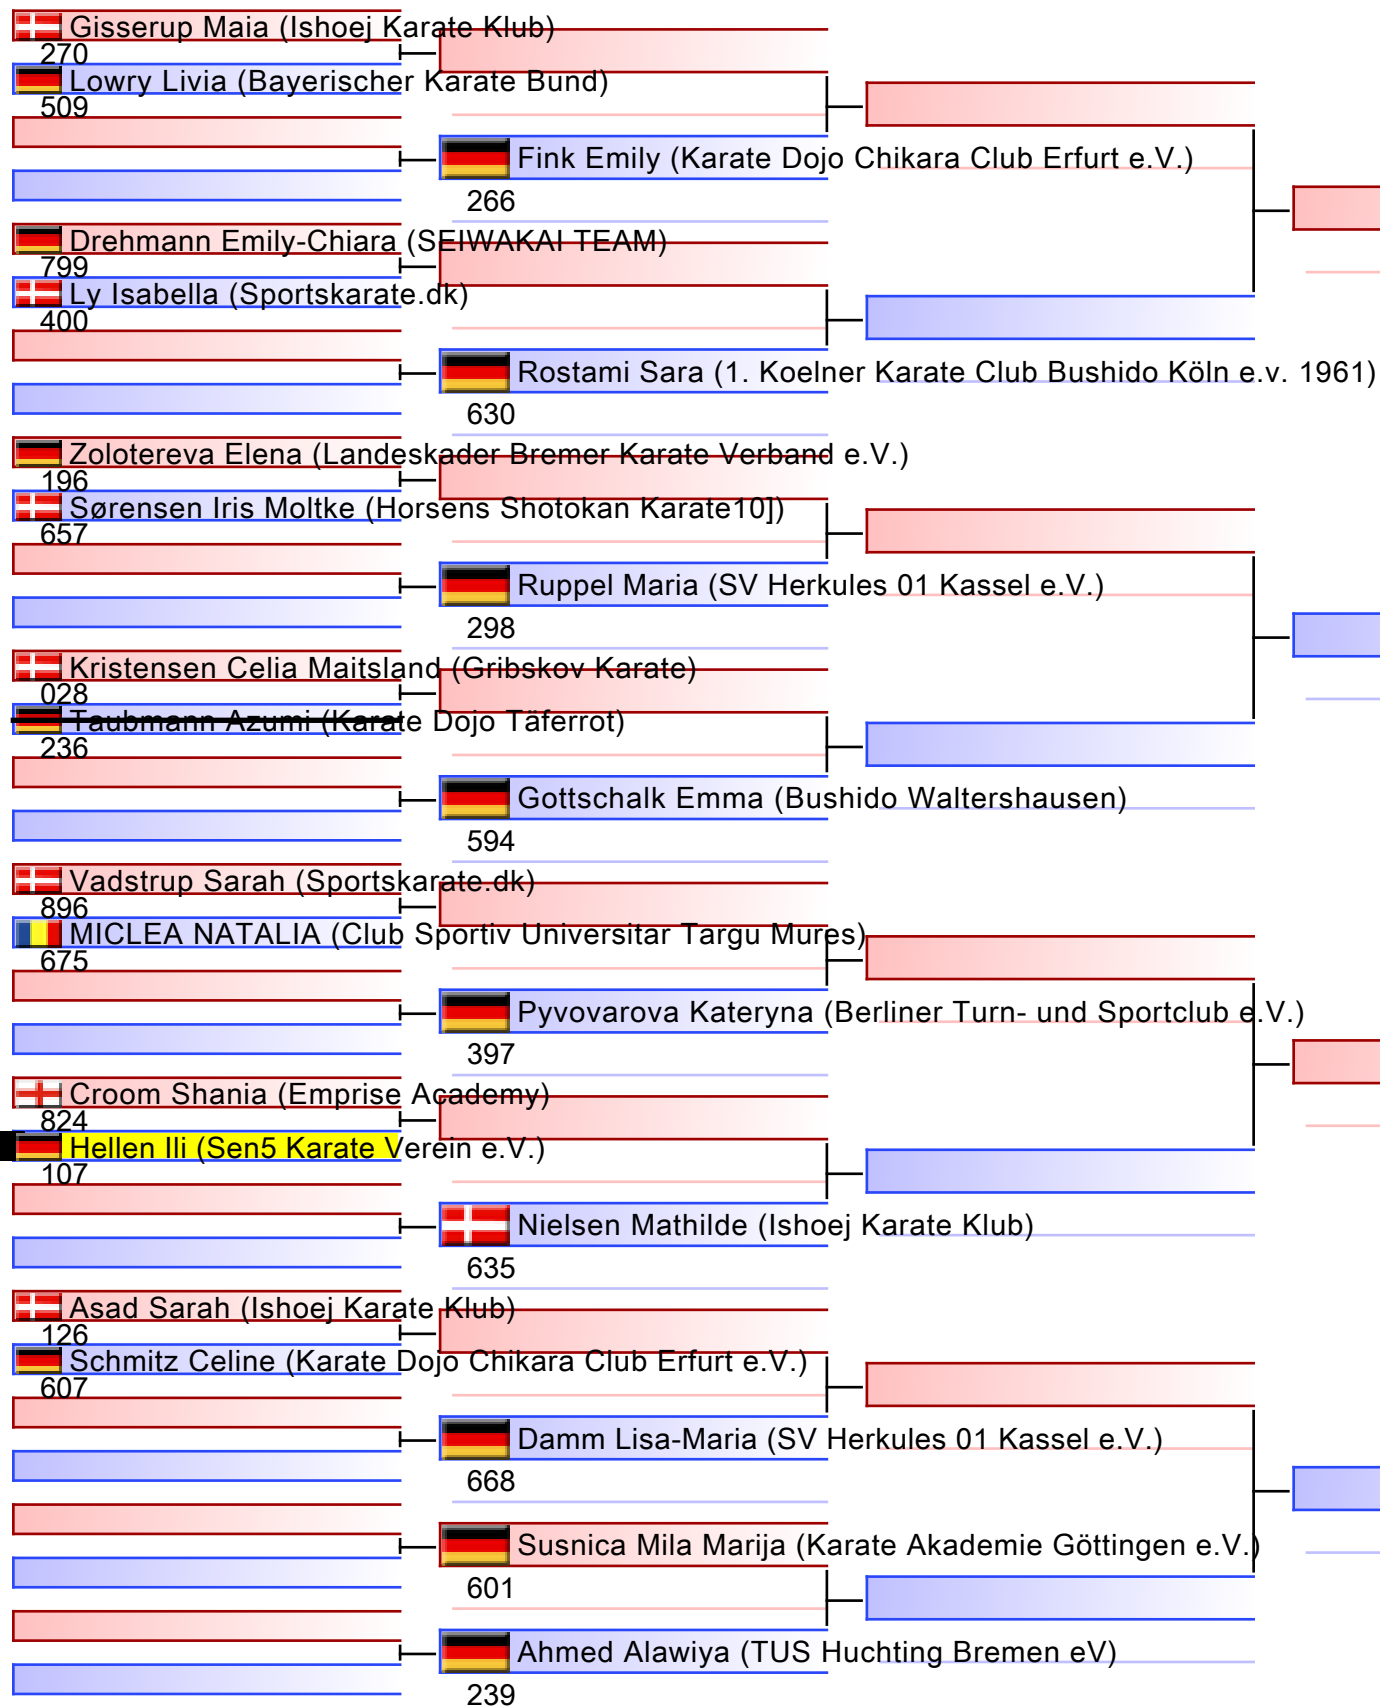 Gisserup Maia (Ishoej Karate Klub)
270
Lowry Livia (Bayerischer Karate Bund)
509
Fink Emily (Karate Dojo Chikara Club Erfurt e.V.)
266
Drehmann Emily-Chiara (SEIWAKAI TEAM)
799
Ly Isabella (Sportskarate.dk)
400
Rostami Sara (1. Koelner Karate Club Bushido Köln e.v. 1961)
630
Zolotereva Elena (Landeskader Bremer Karate Verband e.V.)
196
Sørensen Iris Moltke (Horsens Shotokan Karate10])
657
Ruppel Maria (SV Herkules 01 Kassel e.V.)
298
Kristensen Celia Maitsland (Gribskov Karate)
028
Taubmann Azumi (Karate Dojo Täferrot)
236
Gottschalk Emma (Bushido Waltershausen)
594
Vadstrup Sarah (Sportskarate.dk)
896
MICLEA NATALIA (Club Sportiv Universitar Targu Mures)
675
Pyvovarova Kateryna (Berliner Turn- und Sportclub e.V.)
397
Croom Shania (Emprise Academy)
824
Hellen Ili (Sen5 Karate Verein e.V.)
107
Nielsen Mathilde (Ishoej Karate Klub)
635
Asad Sarah (Ishoej Karate Klub)
126
Schmitz Celine (Karate Dojo Chikara Club Erfurt e.V.)
607
Damm Lisa-Maria (SV Herkules 01 Kassel e.V.)
668
Susnica Mila Marija (Karate Akademie Göttingen e.V.)
601
Ahmed Alawiya (TUS Huchting Bremen eV)
239